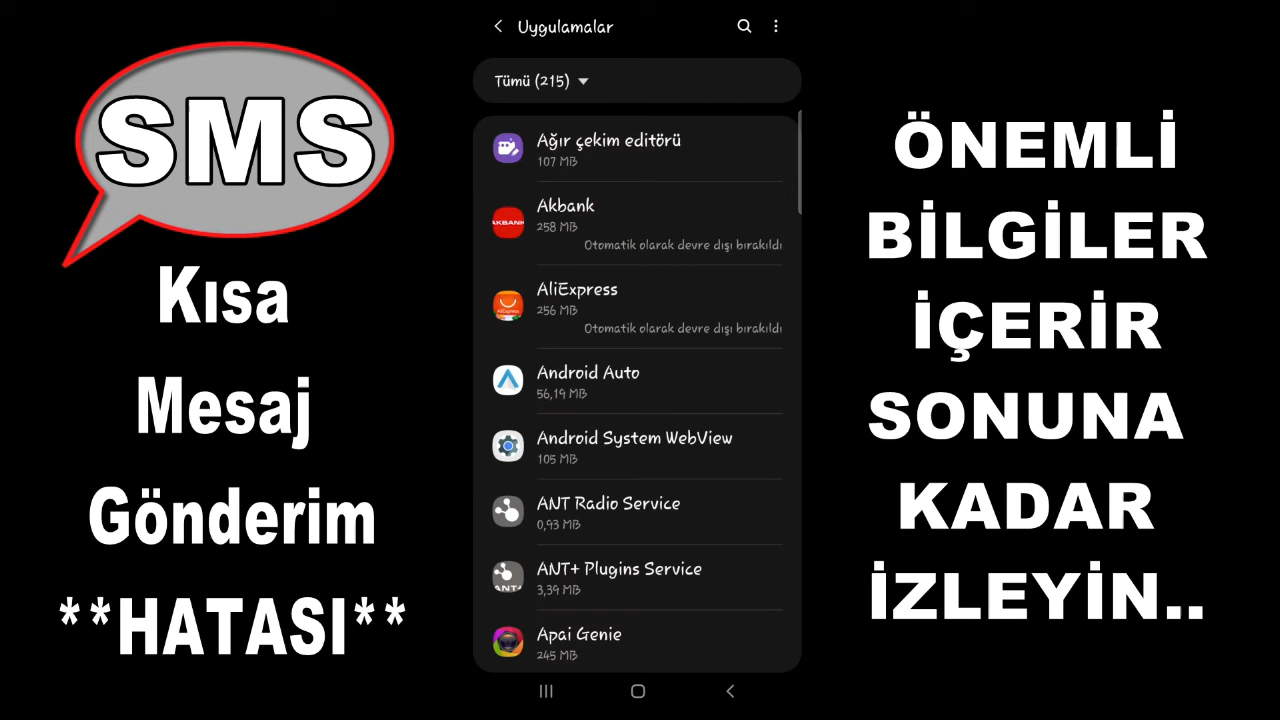 SMS
Kısa
Mesaj
Gönderim
**HATASI**
Uygulamalar
Tümü (215)
Ağır çekim editörü
107 MB
AKBANK
Akbank
258 MB
Otomatik olarak devre dışı bırakıldı
AliExpress
AliExpress
256 MB
Otomatik olarak devre dışı bırakıldı
Android Auto
56,19 MB
Android System WebView
105 MB
ANT Radio Service
0,93 MB
ANT+
ANT+ Plugins Service
3,39 MB
Apai Genie
245 MB
ÖNEMLİ
BİLGİLER
İÇERİR
SONUNA
KADAR
İZLEYİN..